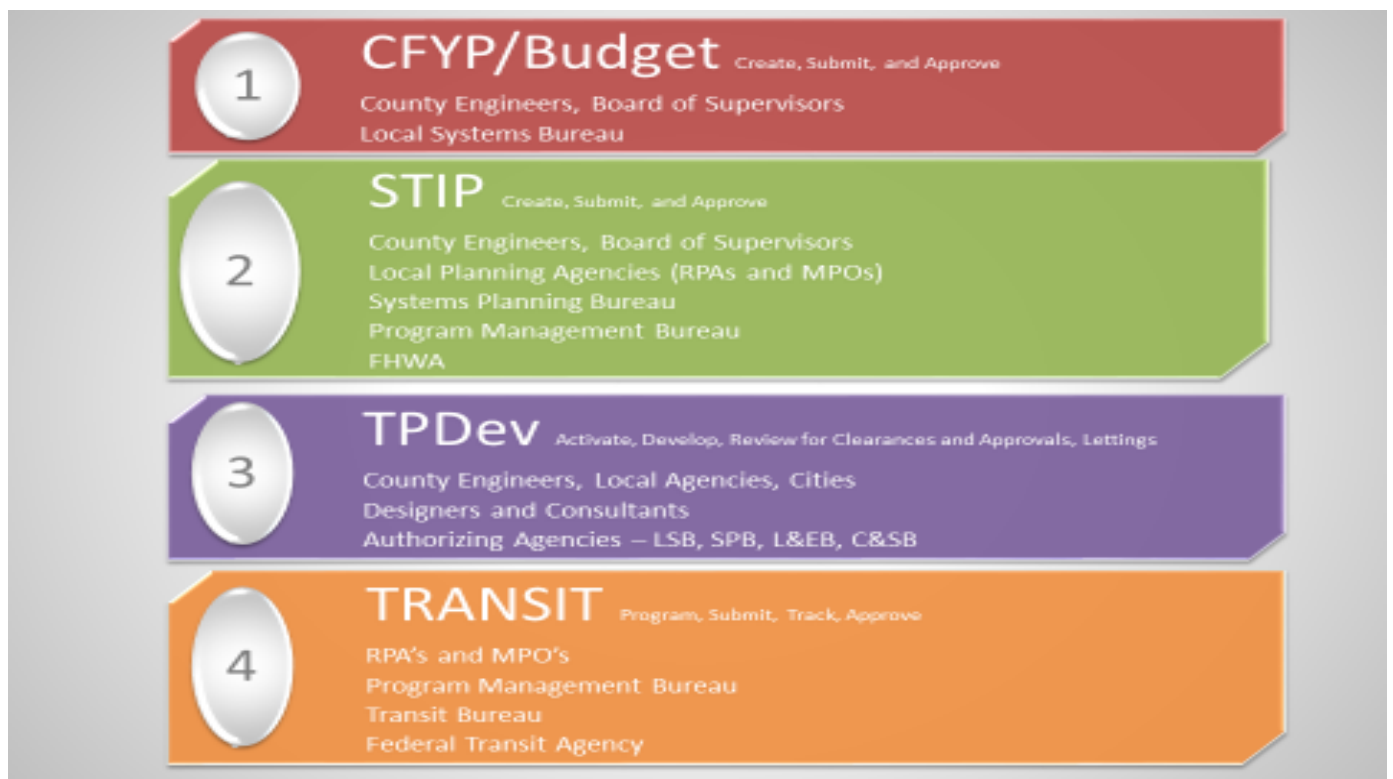 1
CFYP/Budget Create, Submit, and Approve
County Engineers, Board of Supervisors
Local Systems Bureau
2
STIP Create, Submit, and Approve
County Engineers, Board of Supervisors
Local Planning Agencies (RPAs and MPOs)
Systems Planning Bureau
Program Management Bureau
FHWA
3
TPDev Activate, Develop, Review for Clearances and Approvals, Lettings
County Engineers, Local Agencies, Cities
Designers and Consultants
Authorizing Agencies – LSB, SPB, L&EB, C&SB
4
TRANSIT Program, Submit, Track, Approve
RPA's and MPO's
Program Management Bureau
Transit Bureau
Federal Transit Agency